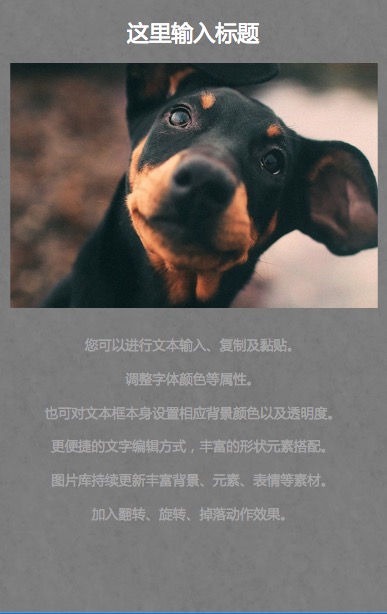 这里输入标题
您可以进行文本输入、复制及黏贴。
调整字体颜色等属性。
也可对文本框本身设置相应背景颜色以及透明度。
更便捷的文字编辑方式，丰富的形状元素搭配。
图片库持续更新丰富背景、元素、表情等素材。
加入翻转、旋转、掉落动作效果。